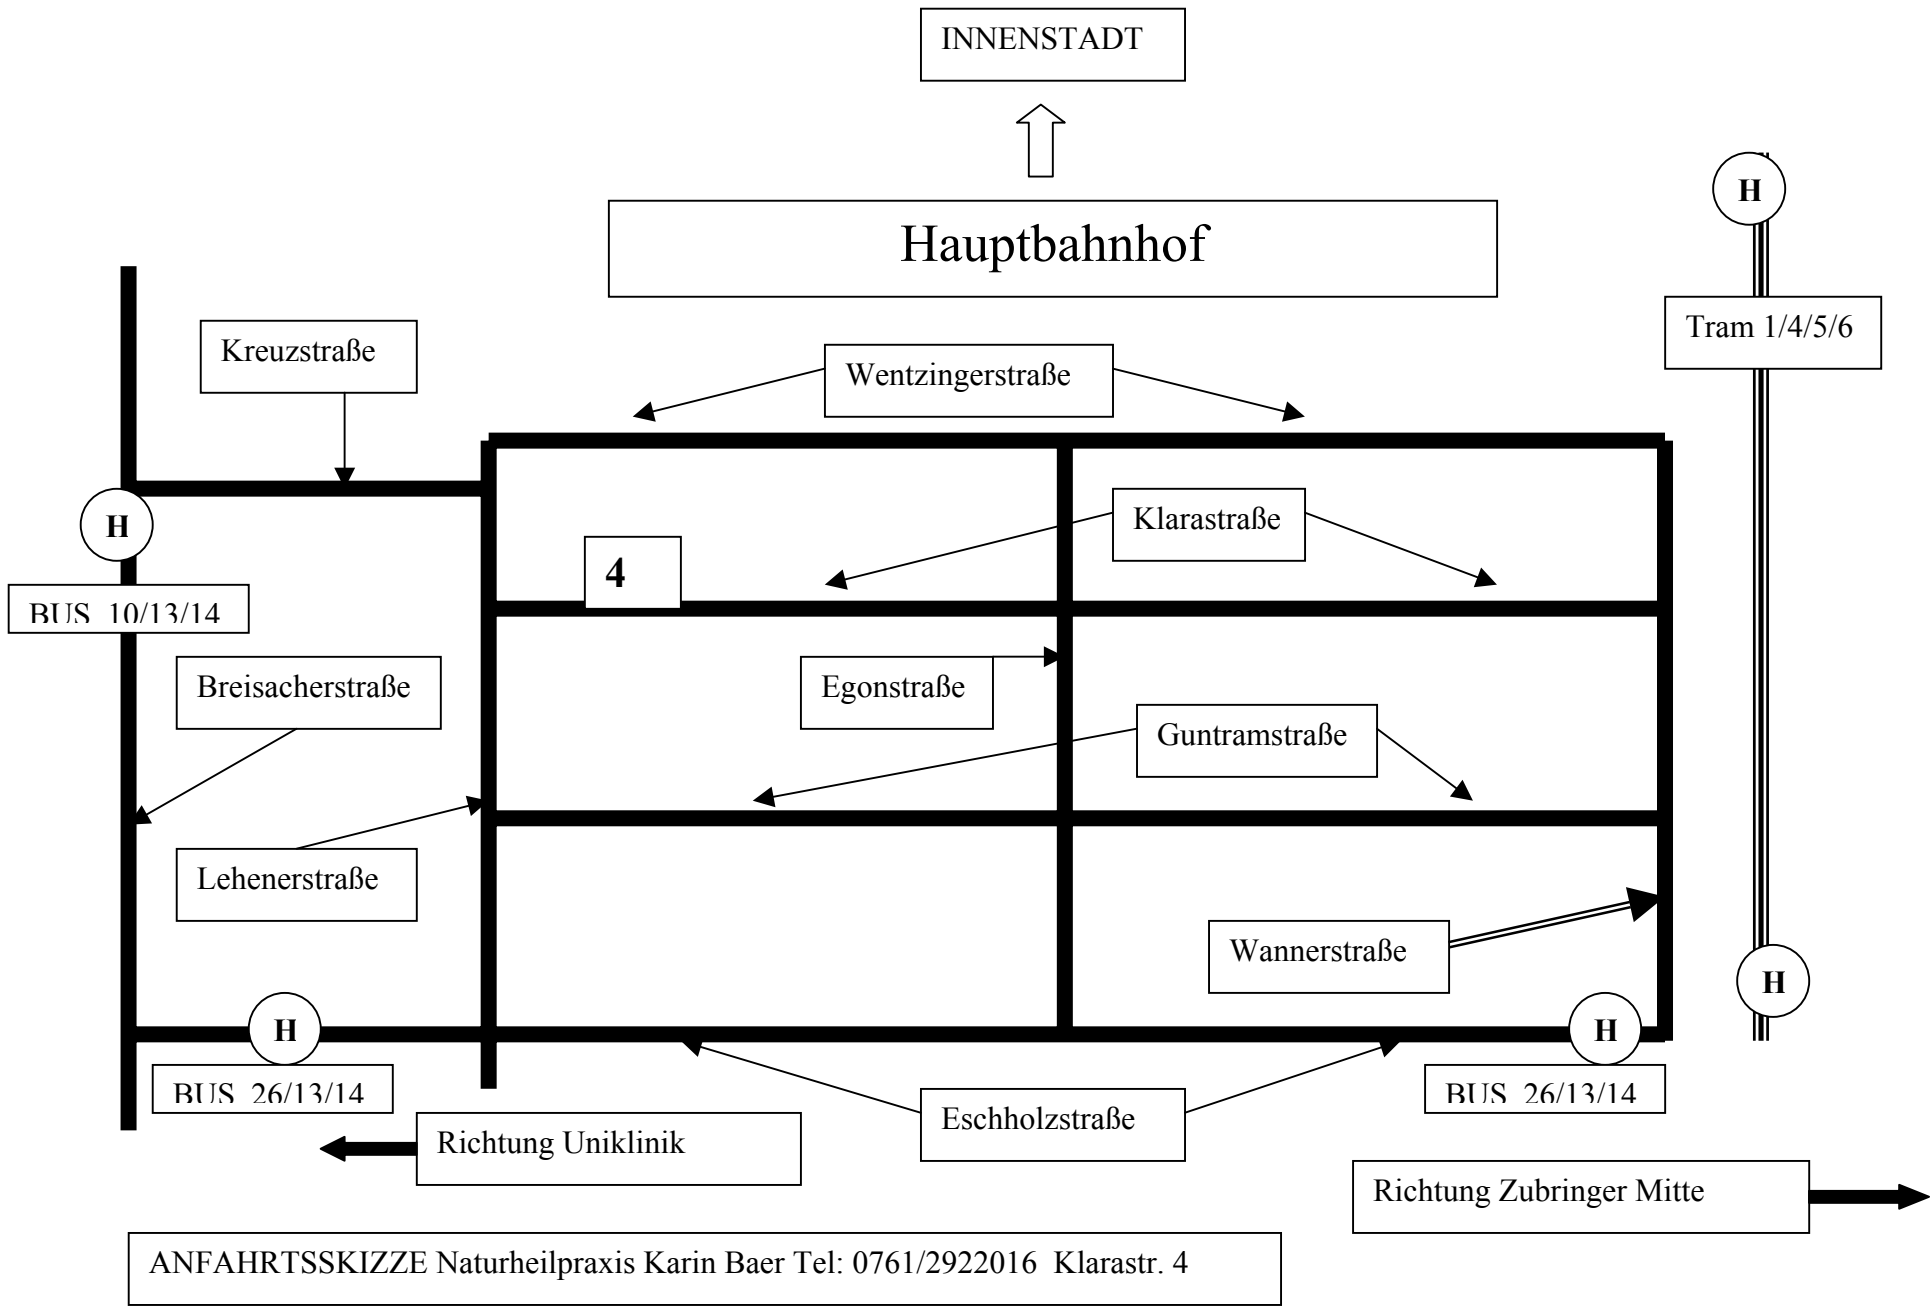 INNENSTADT
H
Hauptbahnhof
Tram 1/4/5/6
Kreuzstraße
Wentzingerstraße
H
Klarastraße
4
BUS 10/13/14
Breisacherstraße
Egonstraße
Guntramstraße
Lehenerstraße
Wannerstraße
H
H
H
BUS 26/13/14
BUS 26/13/14
Eschholzstraße
Richtung Uniklinik
Richtung Zubringer Mitte
ANFAHRTSSKIZZE Naturheilpraxis Karin Baer Tel: 0761/2922016 Klarastr. 4